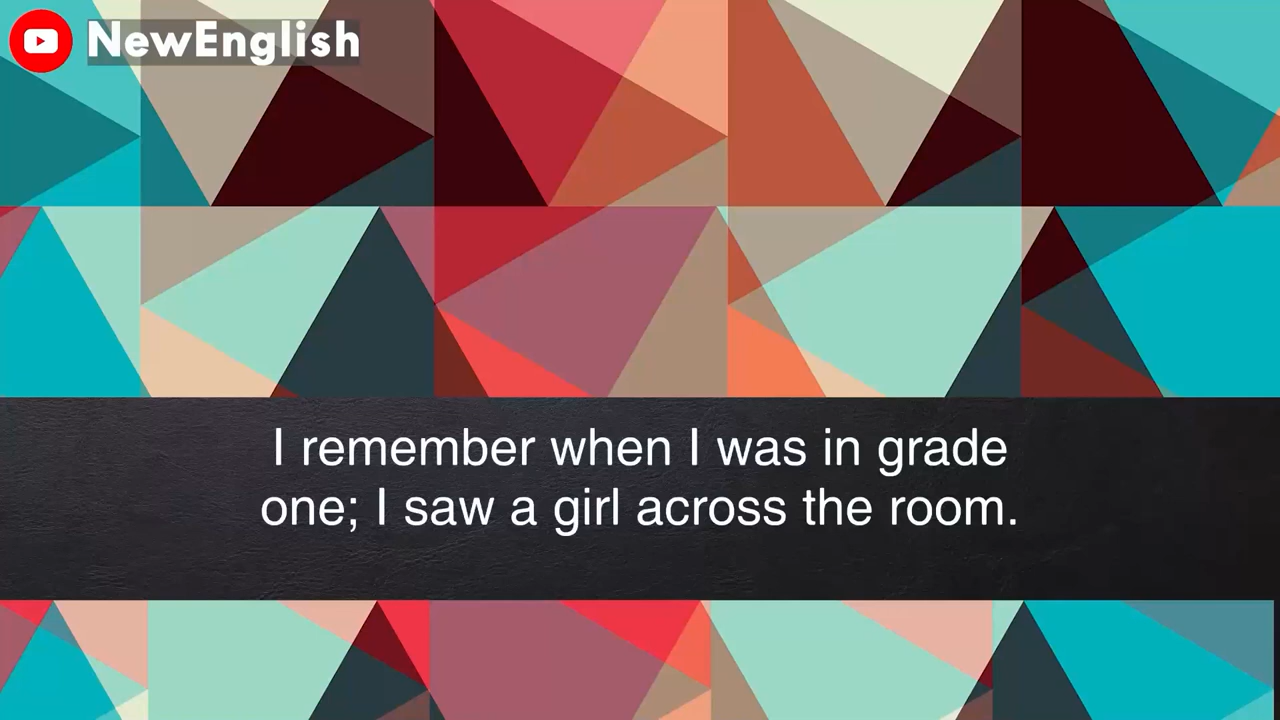 NewEnglish
I remember when I was in grade
one; I saw a girl across the room.